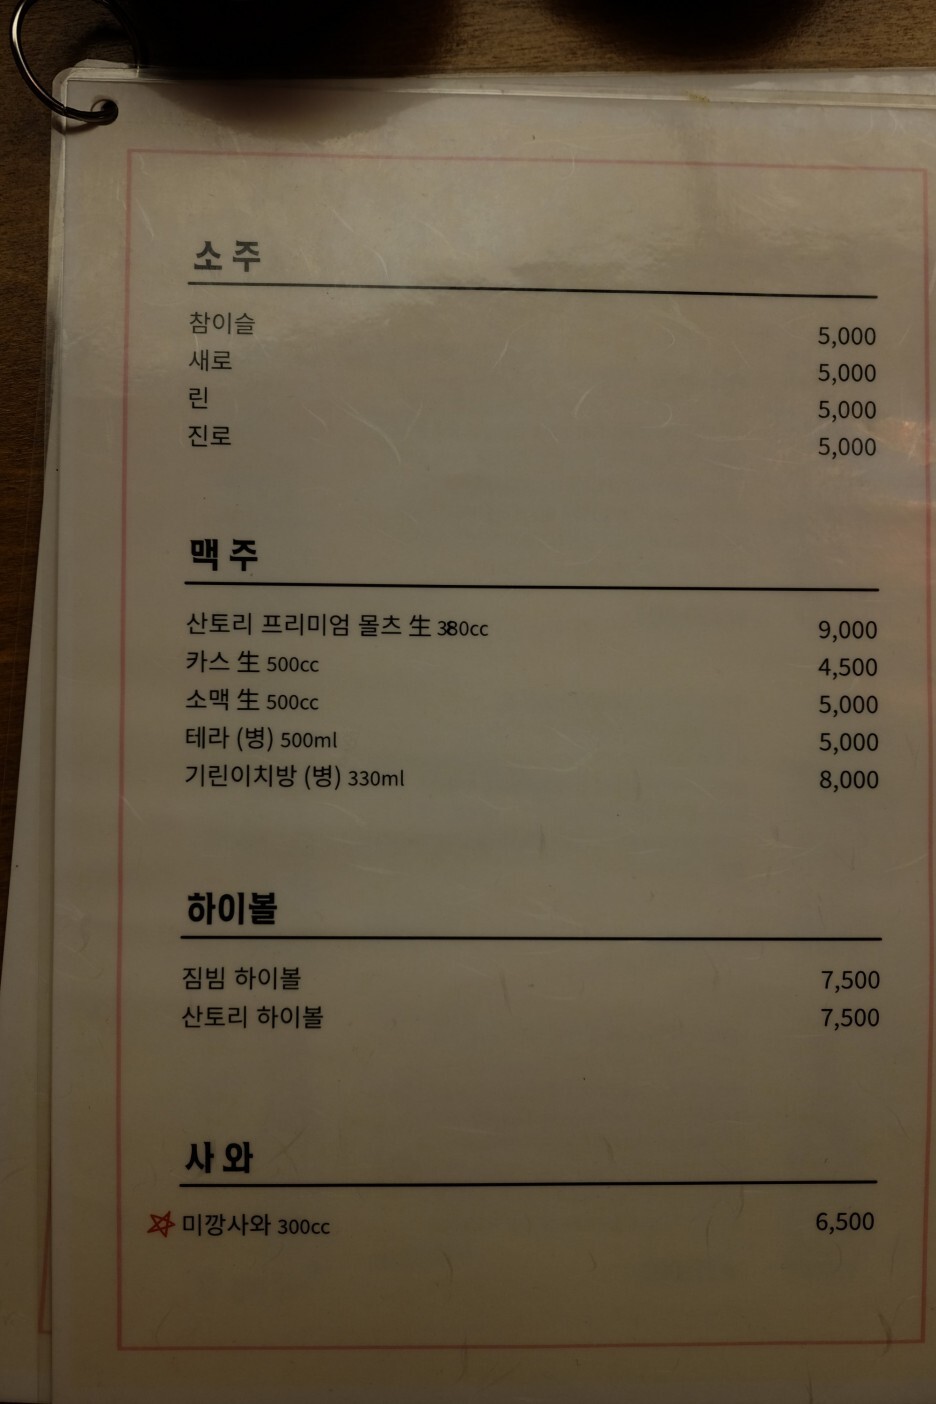 소 주
참이슬 5,000
새로 5,000
린 5,000
진로 5,000
맥 주
산토리 프리미엄 몰츠 生 380cc 9,000
카스 生 500cc 4,500
소맥 生 500cc 5,000
테라 (병) 500ml 5,000
기린이치방 (병) 330ml 8,000
하이볼
짐빔 하이볼 7,500
산토리 하이볼 7,500
사 와
미깡사와 300cc 6,500